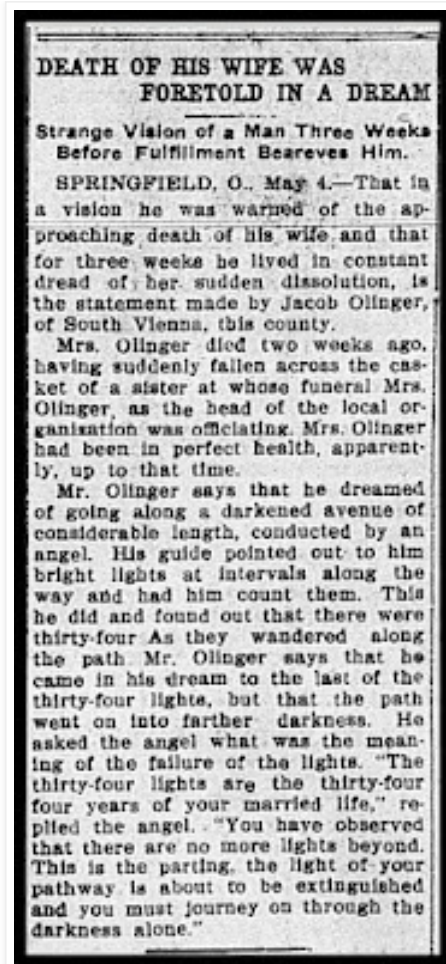 DEATH OF HIS WIFE WAS
FORETOLD IN A DREAM
Strange Vision of a Man Three Weeks
Before Fulfillment Beareves Him.
SPRINGFIELD, O., May 4.—That in
a vision he was warned of the ap-
proaching death of his wife and that
for three weeks he lived in constant
dread of her sudden dissolution, is
the statement made by Jacob Olinger,
of South Vienna, this county.
Mrs. Olinger died two weeks ago,
having suddenly fallen across the cas-
ket of a sister at whose funeral Mrs.
Olinger, as the head of the local or-
ganisation was officiating. Mrs. Olinger
had been in perfect health, apparent-
ly, up to that time.
Mr. Olinger says that he dreamed
of going along a darkened avenue of
considerable length, conducted by an
angel. His guide pointed out to him
bright lights at intervals along the
way and had him count them. This
he did and found out that there were
thirty-four As they wandered along
the path Mr. Olinger says that he
came in his dream to the last of the
thirty-four lights, but that the path
went on into farther darkness. He
asked the angel what was the mean-
ing of the failure of the lights. "The
thirty-four lights are the thirty-four
four years of your married life," re-
plied the angel. "You have observed
that there are no more lights beyond.
This is the parting, the light of your
pathway is about to be extinguished
and you must journey on through the
darkness alone."